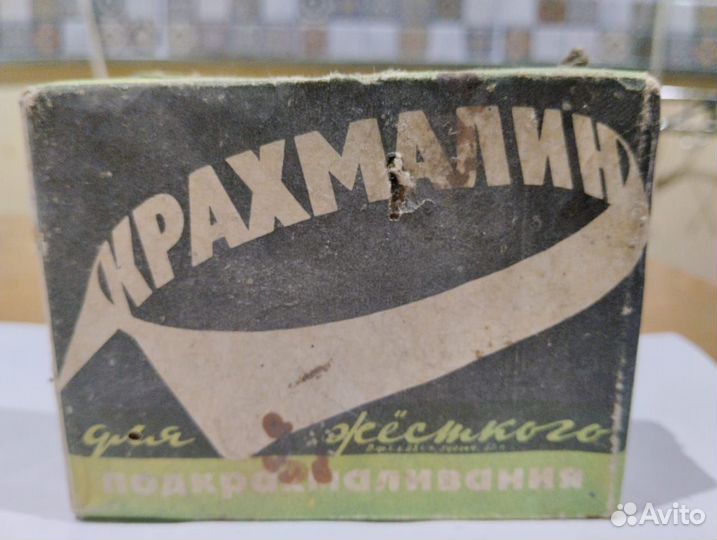 КРАХМАЛИН
для жёсткого
подкрахмаливания
Avito